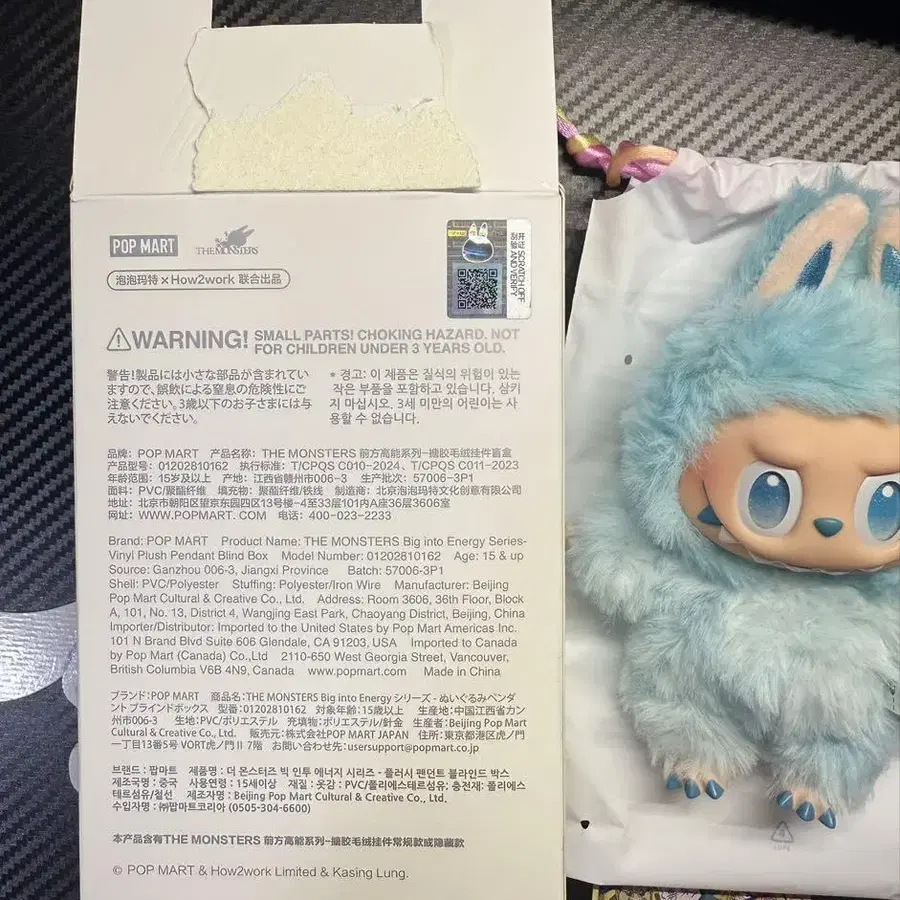 POP MART
THE MONSTERS
泡泡玛特×How2work 联合出品
刮开验证 SCRATCH OFF AND VERIFY
WARNING! SMALL PARTS! CHOKING HAZARD. NOT
FOR CHILDREN UNDER 3 YEARS OLD.
警告!製品には小さな部品が含まれてい
ますので、誤飲による窒息の危険性にご
注意ください。3歳以下のお子さまには与
えないでください。
* 경고: 이 제품은 질식의 위험이 있는
작은 부품을 포함하고 있습니다. 삼키
지 마십시오. 3세 미만의 어린이는 사
용할 수 없습니다.
品牌: POP MART 产品名称: THE MONSTERS 前方高能系列-搪胶毛绒挂件盲盒
产品型号: 01202810162 执行标准: T/CPQS C010-2024、T/CPQS C011-2023
年龄范围: 15岁及以上 产地: 江西省赣州市006-3 生产批次: 57006-3P1
面料: PVC/聚酯纤维 填充物: 聚酯纤维/铁线 制造商: 北京泡泡玛特文化创意有限公司
地址: 北京市朝阳区望京东园四区13号楼-4至33层101内A座36层3606室
网址: WWW.POPMART.COM 电话: 400-023-2233
Brand: POP MART Product Name: THE MONSTERS Big into Energy Series-
Vinyl Plush Pendant Blind Box Model Number: 01202810162 Age: 15 & up
Source: Ganzhou 006-3, Jiangxi Province Batch: 57006-3P1
Shell: PVC/Polyester Stuffing: Polyester/Iron Wire Manufacturer: Beijing
Pop Mart Cultural & Creative Co., Ltd. Address: Room 3606, 36th Floor, Block
A, 101, No. 13, District 4, Wangjing East Park, Chaoyang District, Beijing, China
Importer/Distributor: Imported to the United States by Pop Mart Americas Inc.
101 N Brand Blvd Suite 606 Glendale, CA 91203, USA Imported to Canada
by Pop Mart (Canada) Co.,Ltd 2110-650 West Georgia Street, Vancouver,
British Columbia V6B 4N9, Canada www.popmart.com Made in China
ブランド:POP MART 商品名:THE MONSTERS Big into Energy シリーズ - ぬいぐるみペンダ
ント ブラインドボックス 型番:01202810162 対象年齢:15歳以上 生産地:中国江西省カン
州市006-3 生地:PVC/ポリエステル 充填物:ポリエステル/針金 生産者:Beijing Pop Mart
Cultural & Creative Co., Ltd. 販売元:株式会社POP MART JAPAN 住所:東京都港区虎ノ門
一丁目13番5号 VORT虎ノ門II 7階 お問い合わせ先:usersupport@popmart.co.jp
브랜드 : 팝마트 제품명 : 더 몬스터즈 빅 인투 에너지 시리즈 - 플러시 펜던트 블라인드 박스
제조국명 : 중국 사용연령 : 15세이상 재질 : 옷감 : PVC/폴리에스테르섬유; 충전재: 폴리에스
테르섬유/철선 제조자명 : Beijing Pop Mart Cultural & Creative Co., Ltd.
수입자명 : ㈜팝마트코리아 (0505-304-6600)
本产品含有THE MONSTERS 前方高能系列-搪胶毛绒挂件常规款或隐藏款
© POP MART & How2work Limited & Kasing Lung.